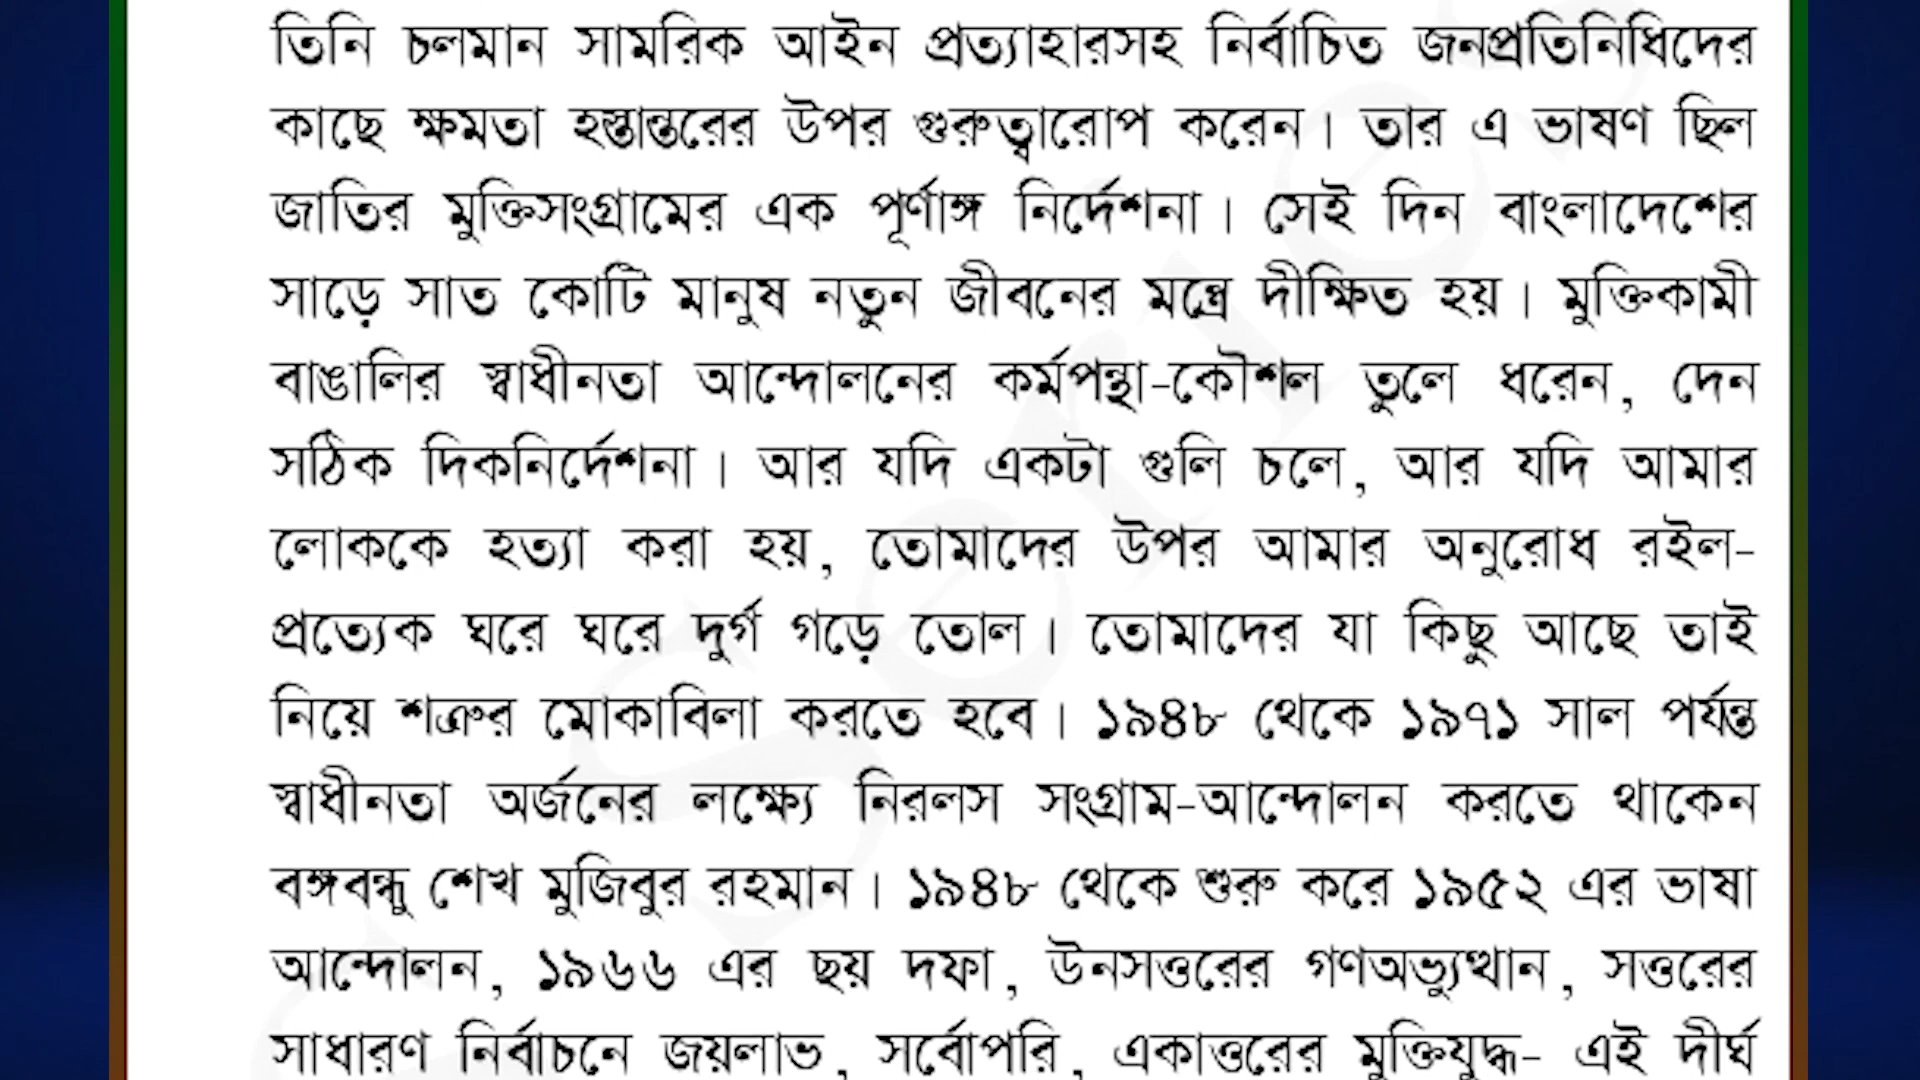 তিনি চলমান সামরিক আইন প্রত্যাহারসহ নির্বাচিত জনপ্রতিনিধিদের
কাছে ক্ষমতা হস্তান্তরের উপর গুরুত্বারোপ করেন। তার এ ভাষণ ছিল
জাতির মুক্তিসংগ্রামের এক পূর্ণাঙ্গ নির্দেশনা। সেই দিন বাংলাদেশের
সাড়ে সাত কোটি মানুষ নতুন জীবনের মন্ত্রে দীক্ষিত হয়। মুক্তিকামী
বাঙালির স্বাধীনতা আন্দোলনের কর্মপন্থা-কৌশল তুলে ধরেন, দেন
সঠিক দিকনির্দেশনা। আর যদি একটা গুলি চলে, আর যদি আমার
লোককে হত্যা করা হয়, তোমাদের উপর আমার অনুরোধ রইল-
প্রত্যেক ঘরে ঘরে দুর্গ গড়ে তোল। তোমাদের যা কিছু আছে তাই
নিয়ে শত্রুর মোকাবিলা করতে হবে। ১৯৪৮ থেকে ১৯৭১ সাল পর্যন্ত
স্বাধীনতা অর্জনের লক্ষ্যে নিরলস সংগ্রাম-আন্দোলন করতে থাকেন
বঙ্গবন্ধু শেখ মুজিবুর রহমান। ১৯৪৮ থেকে শুরু করে ১৯৫২ এর ভাষা
আন্দোলন, ১৯৬৬ এর ছয় দফা, উনসত্তরের গণঅভ্যুত্থান, সত্তরের
সাধারণ নির্বাচনে জয়লাভ, সর্বোপরি, একাত্তরের মুক্তিযুদ্ধ- এই দীর্ঘ